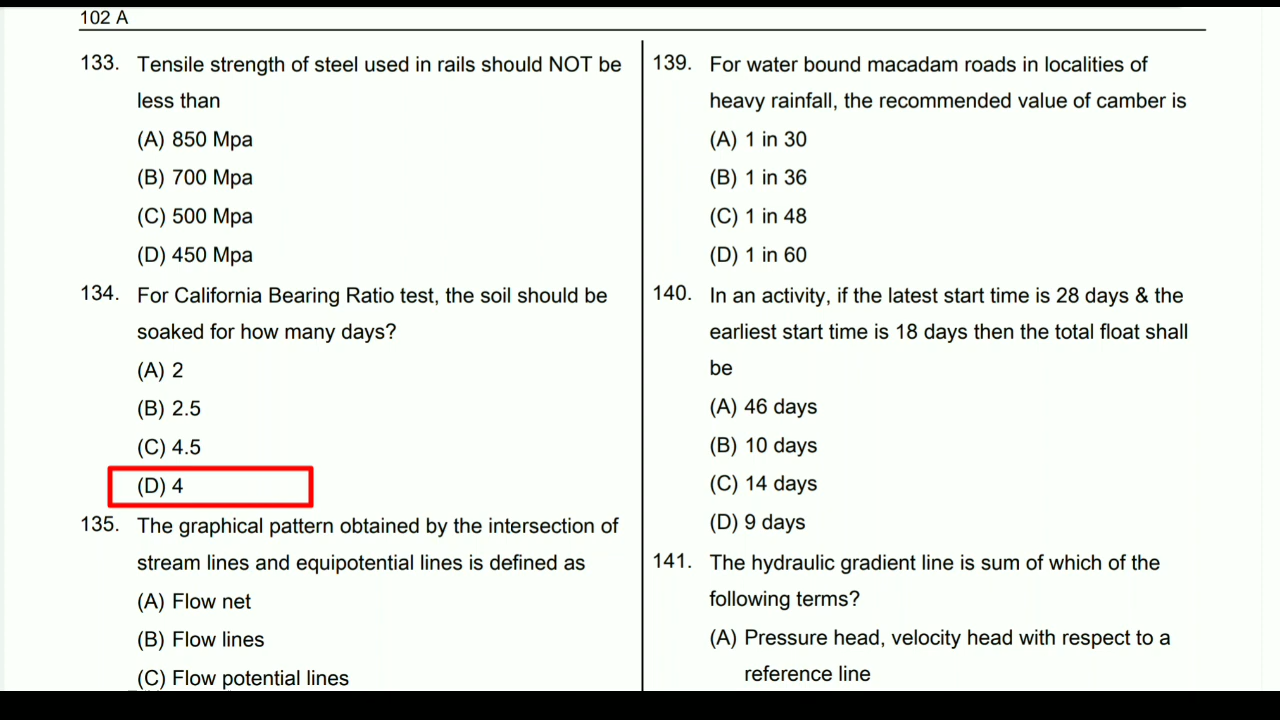 102 A
133. Tensile strength of steel used in rails should NOT be
less than
(A) 850 Mpa
(B) 700 Mpa
(C) 500 Mpa
(D) 450 Mpa
134. For California Bearing Ratio test, the soil should be
soaked for how many days?
(A) 2
(B) 2.5
(C) 4.5
(D) 4
135. The graphical pattern obtained by the intersection of
stream lines and equipotential lines is defined as
(A) Flow net
(B) Flow lines
(C) Flow potential lines
139. For water bound macadam roads in localities of
heavy rainfall, the recommended value of camber is
(A) 1 in 30
(B) 1 in 36
(C) 1 in 48
(D) 1 in 60
140. In an activity, if the latest start time is 28 days & the
earliest start time is 18 days then the total float shall
be
(A) 46 days
(B) 10 days
(C) 14 days
(D) 9 days
141. The hydraulic gradient line is sum of which of the
following terms?
(A) Pressure head, velocity head with respect to a
reference line